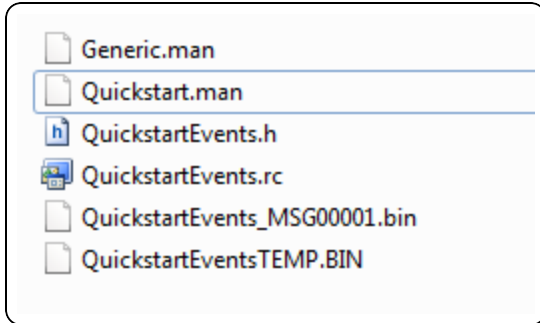 Generic.man
Quickstart.man
QuickstartEvents.h
QuickstartEvents.rc
QuickstartEvents_MSG00001.bin
QuickstartEventsTEMP.BIN